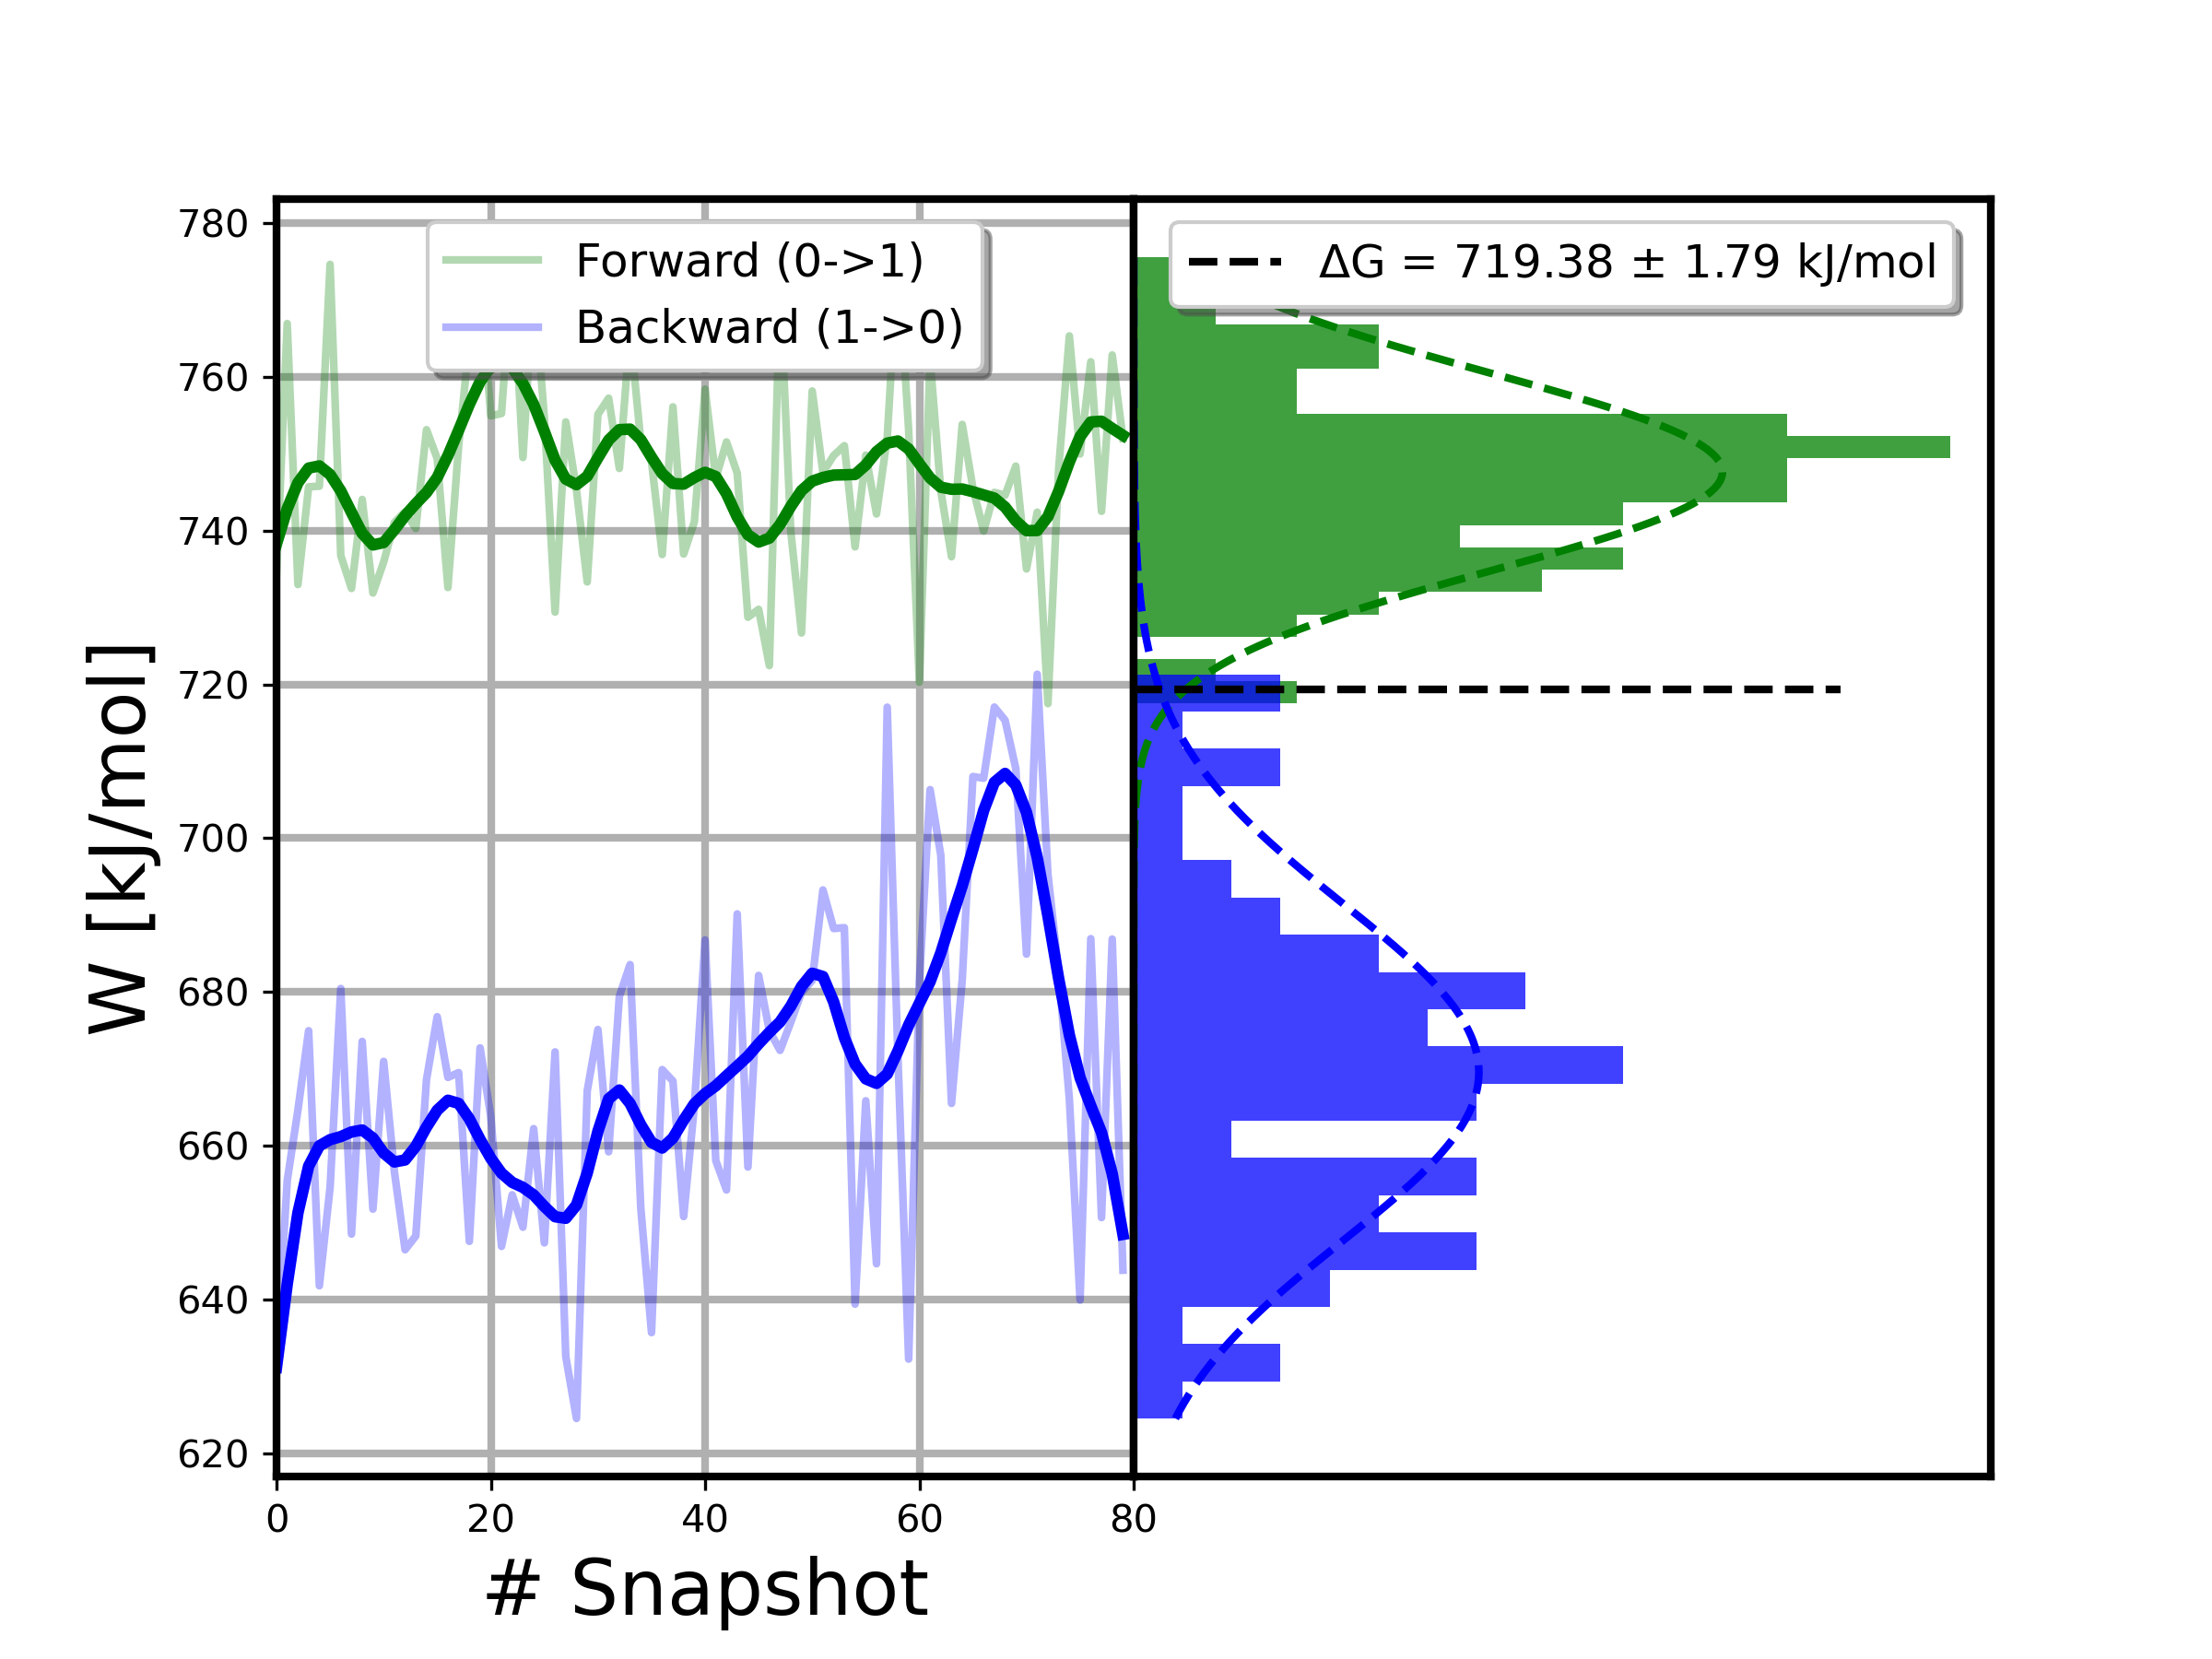 Forward (0->1)
Backward (1->0)
ΔG = 719.38 ± 1.79 kJ/mol
W [kJ/mol]
780
760
740
720
700
680
660
640
620
0 20 40 60 80
# Snapshot